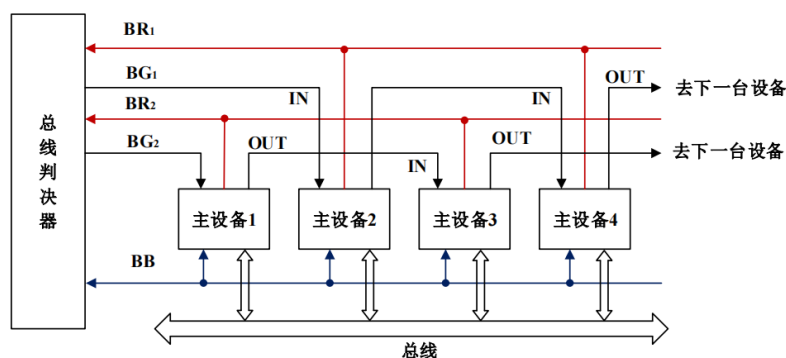 BR1
BG1
IN
IN
OUT
去下一台设备
BR2
BG2
OUT
IN
OUT
去下一台设备
总线判决器
主设备1
主设备2
主设备3
主设备4
BB
总线